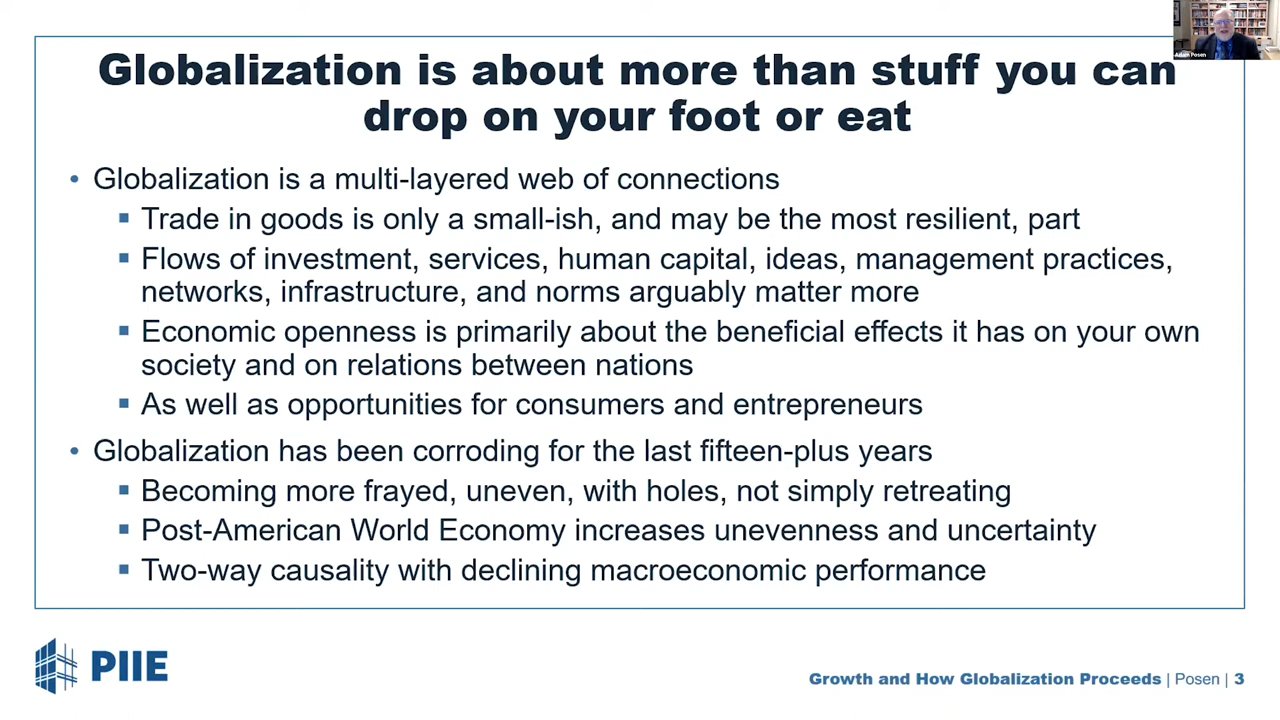 Adam Posen
Globalization is about more than stuff you can
drop on your foot or eat
• Globalization is a multi-layered web of connections
▪ Trade in goods is only a small-ish, and may be the most resilient, part
▪ Flows of investment, services, human capital, ideas, management practices,
networks, infrastructure, and norms arguably matter more
▪ Economic openness is primarily about the beneficial effects it has on your own
society and on relations between nations
▪ As well as opportunities for consumers and entrepreneurs
• Globalization has been corroding for the last fifteen-plus years
▪ Becoming more frayed, uneven, with holes, not simply retreating
▪ Post-American World Economy increases unevenness and uncertainty
▪ Two-way causality with declining macroeconomic performance
PIIE
Growth and How Globalization Proceeds | Posen | 3